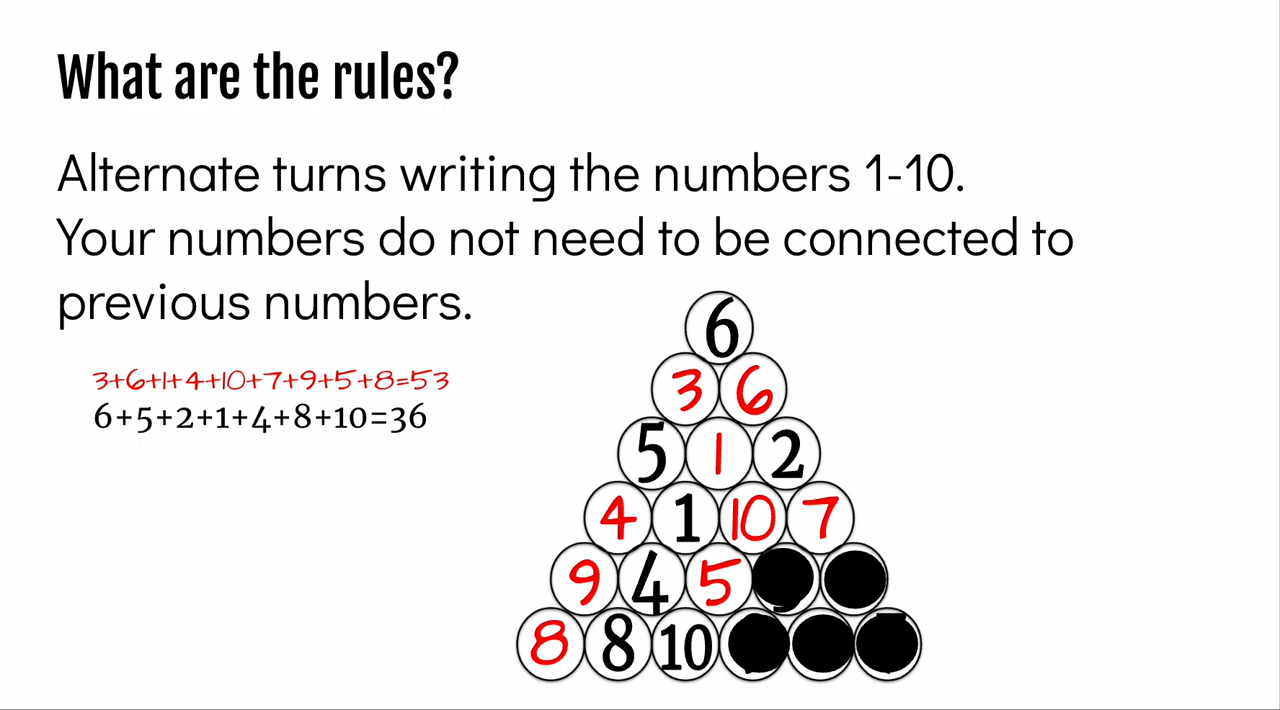 What are the rules?
Alternate turns writing the numbers 1-10.
Your numbers do not need to be connected to
previous numbers.
3+6+1+4+10+7+9+5+8=53
6+5+2+1+4+8+10=36
6
3 6
5 1 2
4 1 10 7
9 4 5
8 8 10